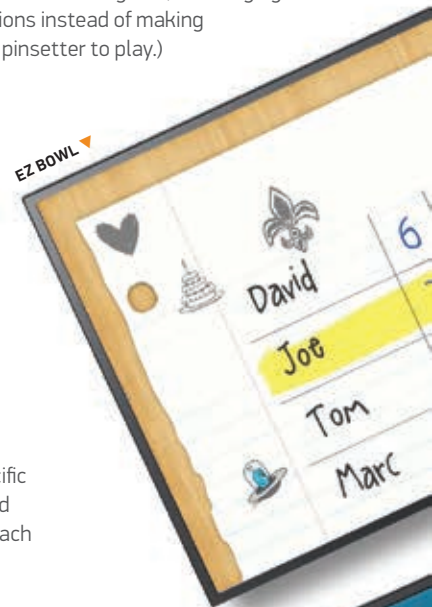 ions instead of making
pinsetter to play.)
EZ BOWL
David 6
Joe
Tom
Marc
ific
d
ach